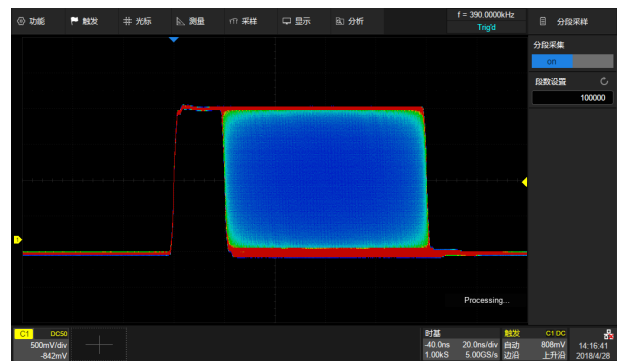 功能 触发 光标 测量 采样 显示 分析
f = 390.0000kHz
Trig'd
分段采样
分段采集
on
段数设置
100000
Processing...
C1 DC50
500mV/div
-842mV
时基
-40.0ns 20.0ns/div
1.00kS 5.00GS/s
触发 C1 DC
自动 808mV
边沿 上升沿
14:16:41
2018/4/28